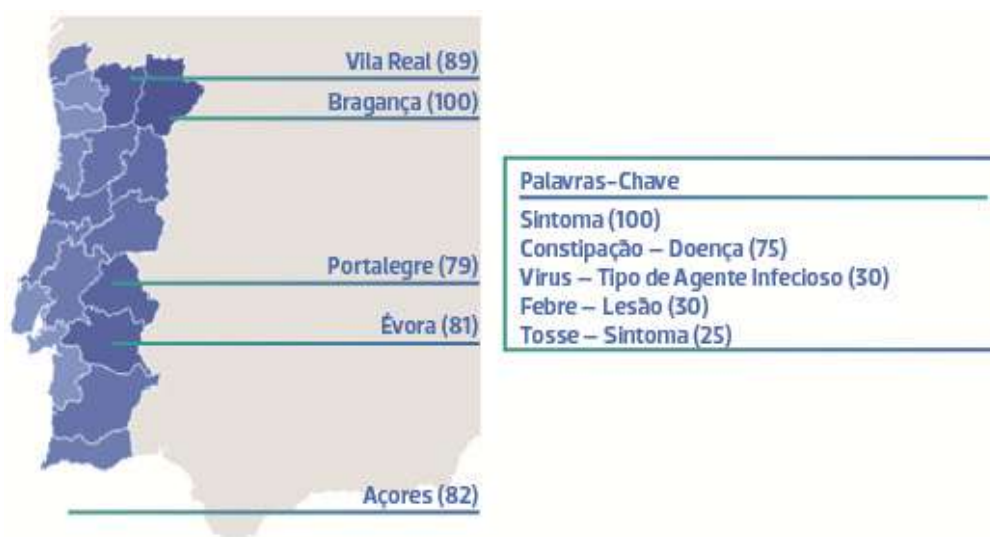 Vila Real (89)
Bragança (100)
Portalegre (79)
Évora (81)
Açores (82)
Palavras-Chave
Sintoma (100)
Constipação – Doença (75)
Virus – Tipo de Agente Infecioso (30)
Febre – Lesão (30)
Tosse – Sintoma (25)